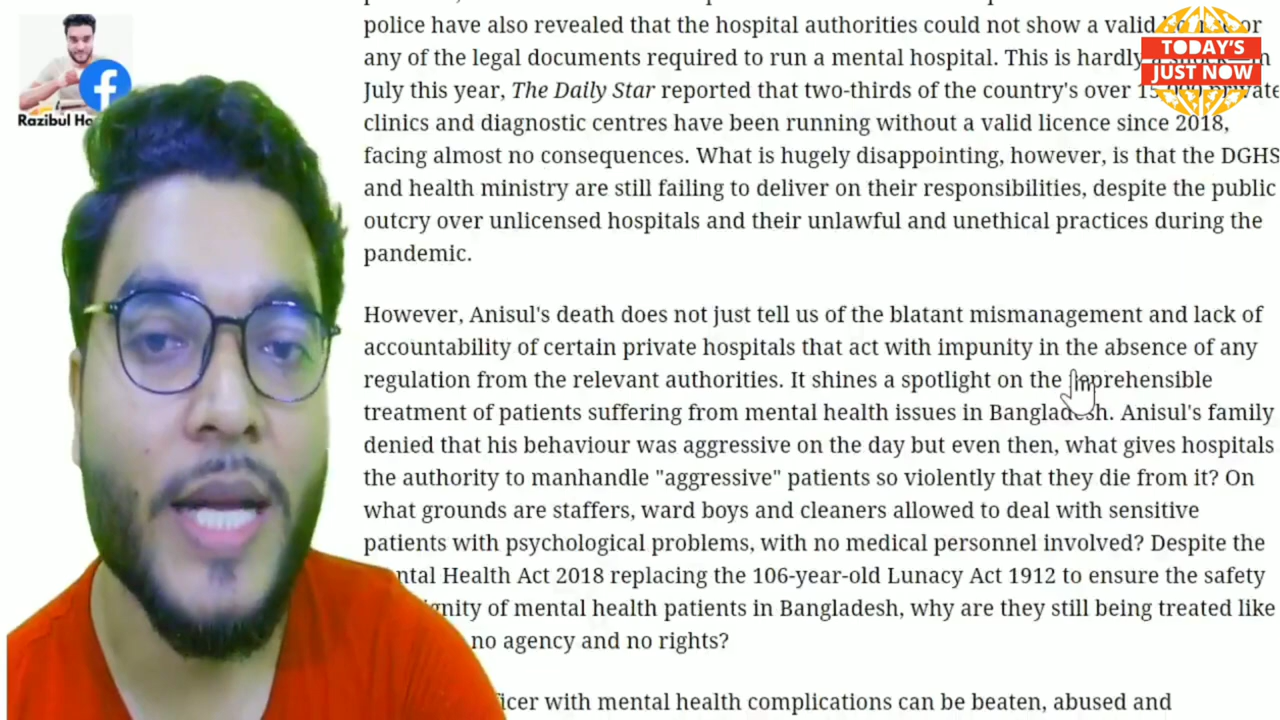 police have also revealed that the hospital authorities could not show a valid or
any of the legal documents required to run a mental hospital. This is hardly a In
July this year, The Daily Star reported that two-thirds of the country's over 15,000 private
clinics and diagnostic centres have been running without a valid licence since 2018,
facing almost no consequences. What is hugely disappointing, however, is that the DGHS
and health ministry are still failing to deliver on their responsibilities, despite the public
outcry over unlicensed hospitals and their unlawful and unethical practices during the
pandemic.
However, Anisul's death does not just tell us of the blatant mismanagement and lack of
accountability of certain private hospitals that act with impunity in the absence of any
regulation from the relevant authorities. It shines a spotlight on the reprehensible
treatment of patients suffering from mental health issues in Bangladesh. Anisul's family
denied that his behaviour was aggressive on the day but even then, what gives hospitals
the authority to manhandle "aggressive" patients so violently that they die from it? On
what grounds are staffers, ward boys and cleaners allowed to deal with sensitive
patients with psychological problems, with no medical personnel involved? Despite the
ntal Health Act 2018 replacing the 106-year-old Lunacy Act 1912 to ensure the safety
gnity of mental health patients in Bangladesh, why are they still being treated like
no agency and no rights?
ficer with mental health complications can be beaten, abused and
TODAY'S
JUST NOW
f
Razibul Ho